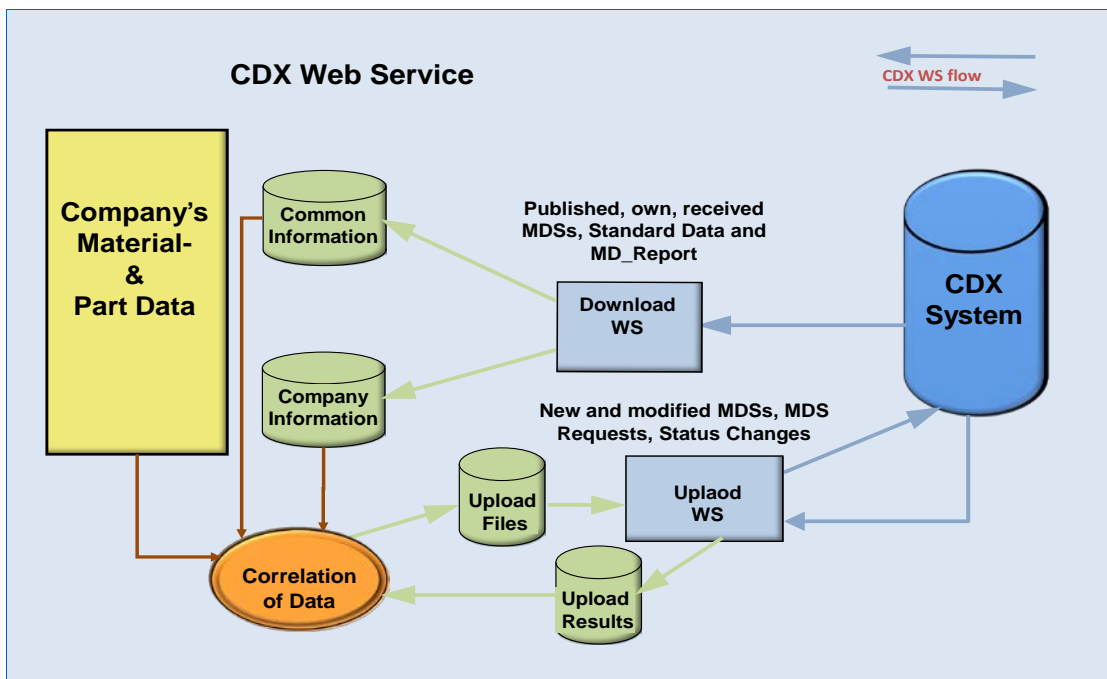 CDX Web Service
CDX WS flow
Company's
Material-
&
Part Data
Common
Information
Published, own, received
MDSs, Standard Data and
MD_Report
Download
WS
CDX
System
Company
Information
New and modified MDSs, MDS
Requests, Status Changes
Upload
Files
Uplaod
WS
Correlation
of Data
Upload
Results